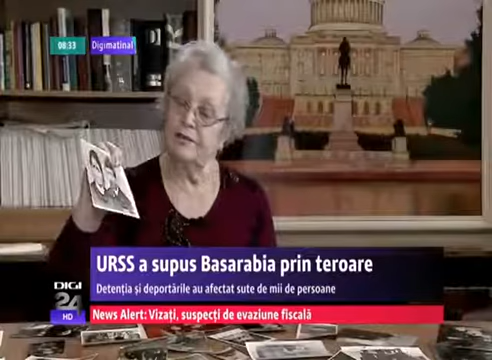 08:33 Digimatinal
URSS a supus Basarabia prin teroare
Detenția și deportările au afectat sute de mii de persoane
News Alert: Vizați, suspecți de evaziune fiscală
DIGI
24
HD